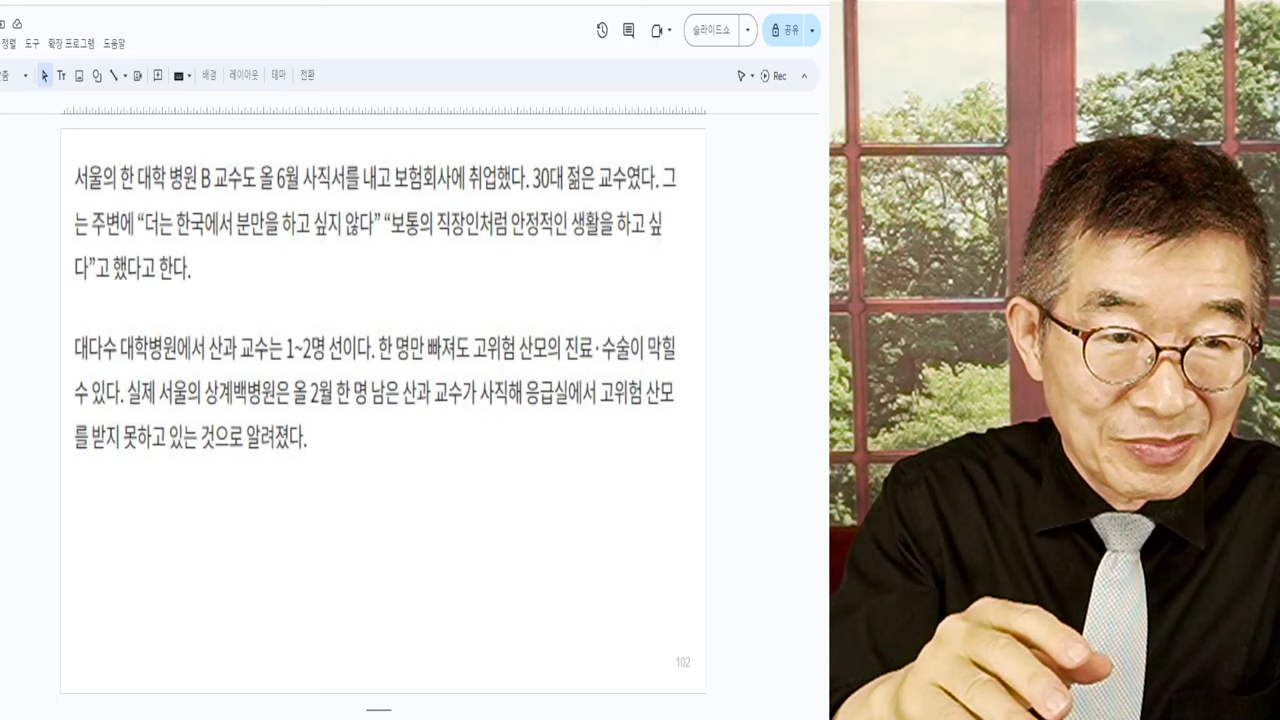 정렬 도구 확장 프로그램 도움말
슬라이드쇼
공유
배경 레이아웃 테마 전환
Rec
서울의 한 대학 병원 B 교수도 올 6월 사직서를 내고 보험회사에 취업했다. 30대 젊은 교수였다. 그
는 주변에 “더는 한국에서 분만을 하고 싶지 않다” “보통의 직장인처럼 안정적인 생활을 하고 싶
다”고 했다고 한다.
대다수 대학병원에서 산과 교수는 1~2명 선이다. 한 명만 빠져도 고위험 산모의 진료·수술이 막힐
수 있다. 실제 서울의 상계백병원은 올 2월 한 명 남은 산과 교수가 사직해 응급실에서 고위험 산모
를 받지 못하고 있는 것으로 알려졌다.
102